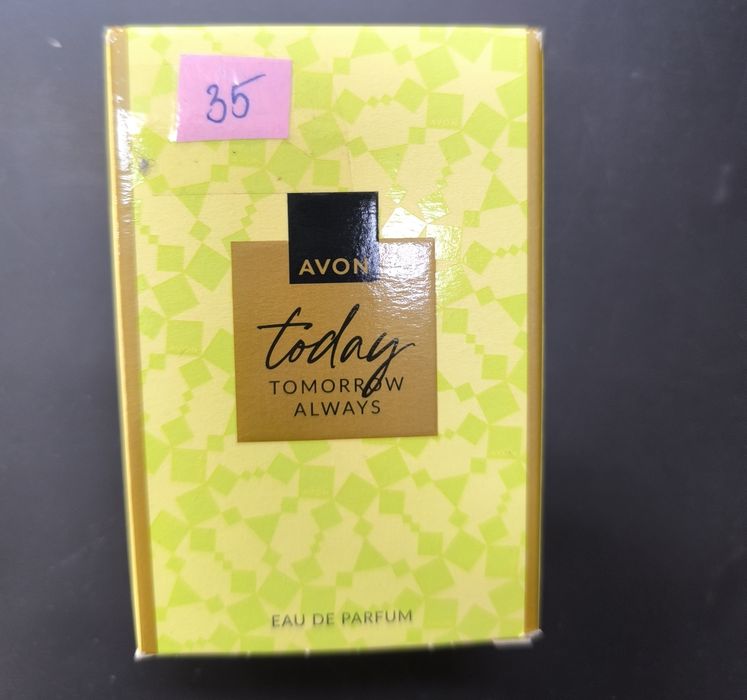 35
AVON
today
TOMORROW
ALWAYS
EAU DE PARFUM